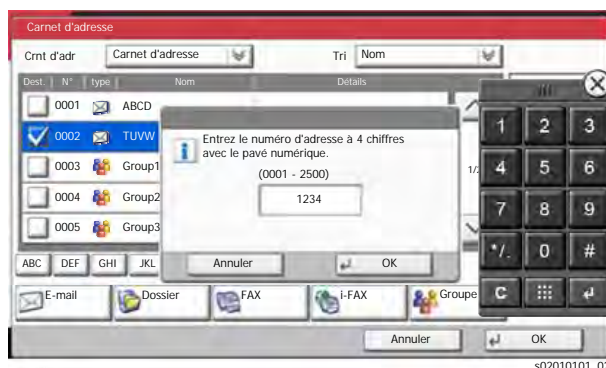 Carnet d'adresse
Crnt d'adr Carnet d'adresse Tri Nom
Dest. N° type Nom Détails
0001 ABCD
0002 TUVW
0003 Group1
0004 Group2
0005 Group3
1/
Entrez le numéro d'adresse à 4 chiffres
avec le pavé numérique.
(0001 - 2500)
1234
Annuler OK
1 2 3
4 5 6
7 8 9
*/. 0 #
C
ABC DEF GHI JKL
E-mail Dossier FAX i-FAX Groupe
Annuler OK